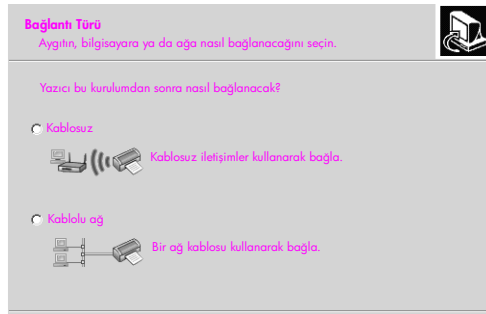 Bağlantı Türü
Aygıtın, bilgisayara ya da ağa nasıl bağlanacağını seçin.
Yazıcı bu kurulumdan sonra nasıl bağlanacak?
Kablosuz
Kablosuz iletişimler kullanarak bağla.
Kablolu ağ
Bir ağ kablosu kullanarak bağla.